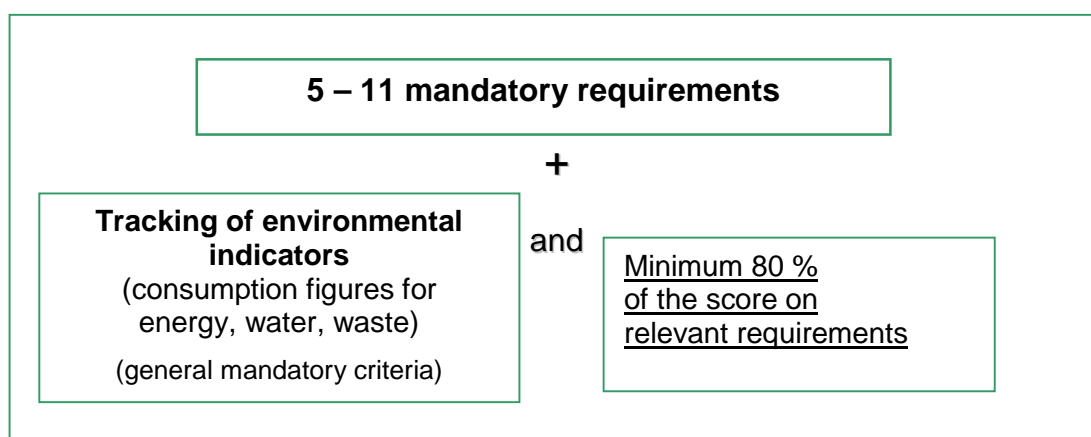 5 – 11 mandatory requirements
+
Tracking of environmental
indicators
(consumption figures for
energy, water, waste)
(general mandatory criteria)
and
Minimum 80 %
of the score on
relevant requirements